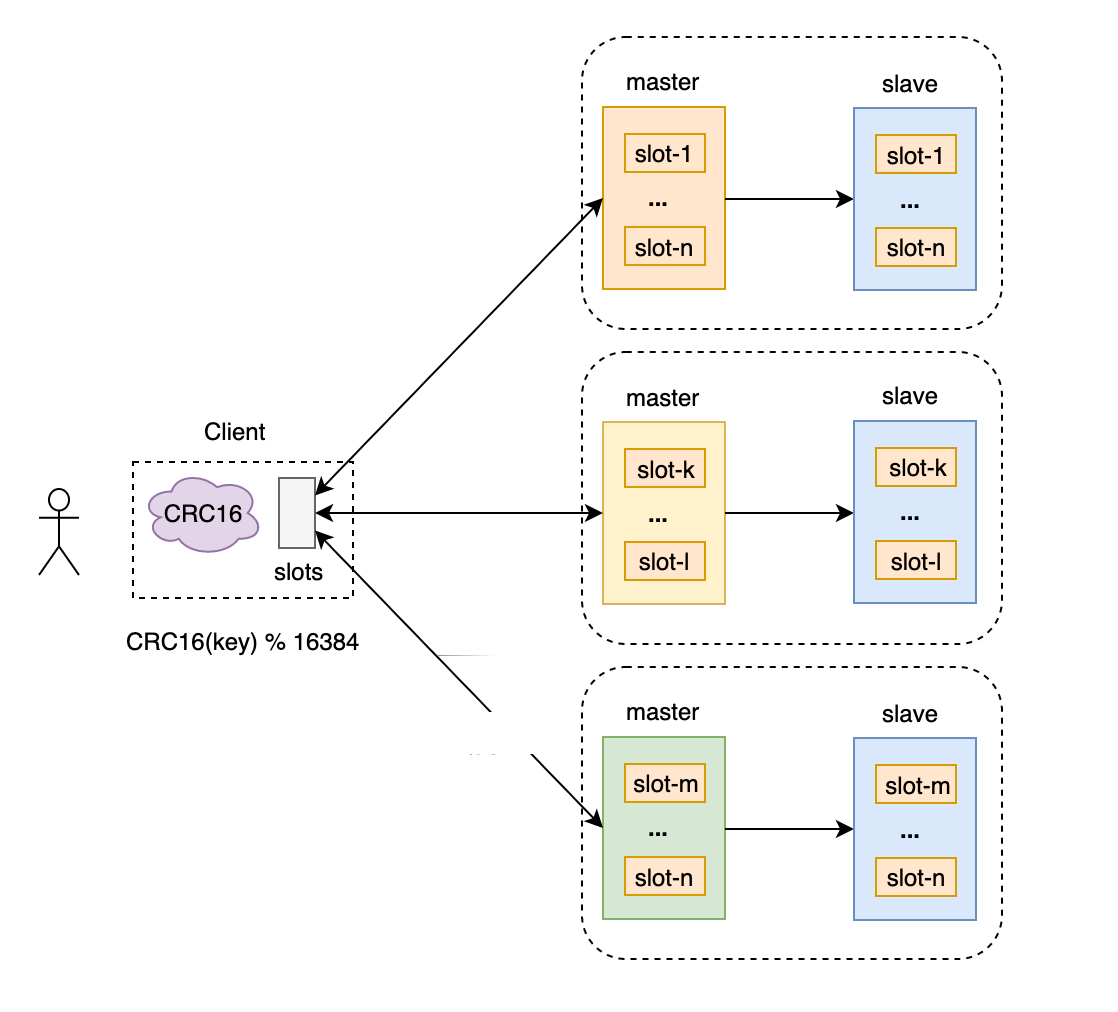 master
slave
slot-1
...
slot-n
slot-1
...
slot-n
master
slave
slot-k
...
slot-l
slot-k
...
slot-l
Client
CRC16
slots
CRC16(key) % 16384
master
slave
slot-m
...
slot-n
slot-m
...
slot-n